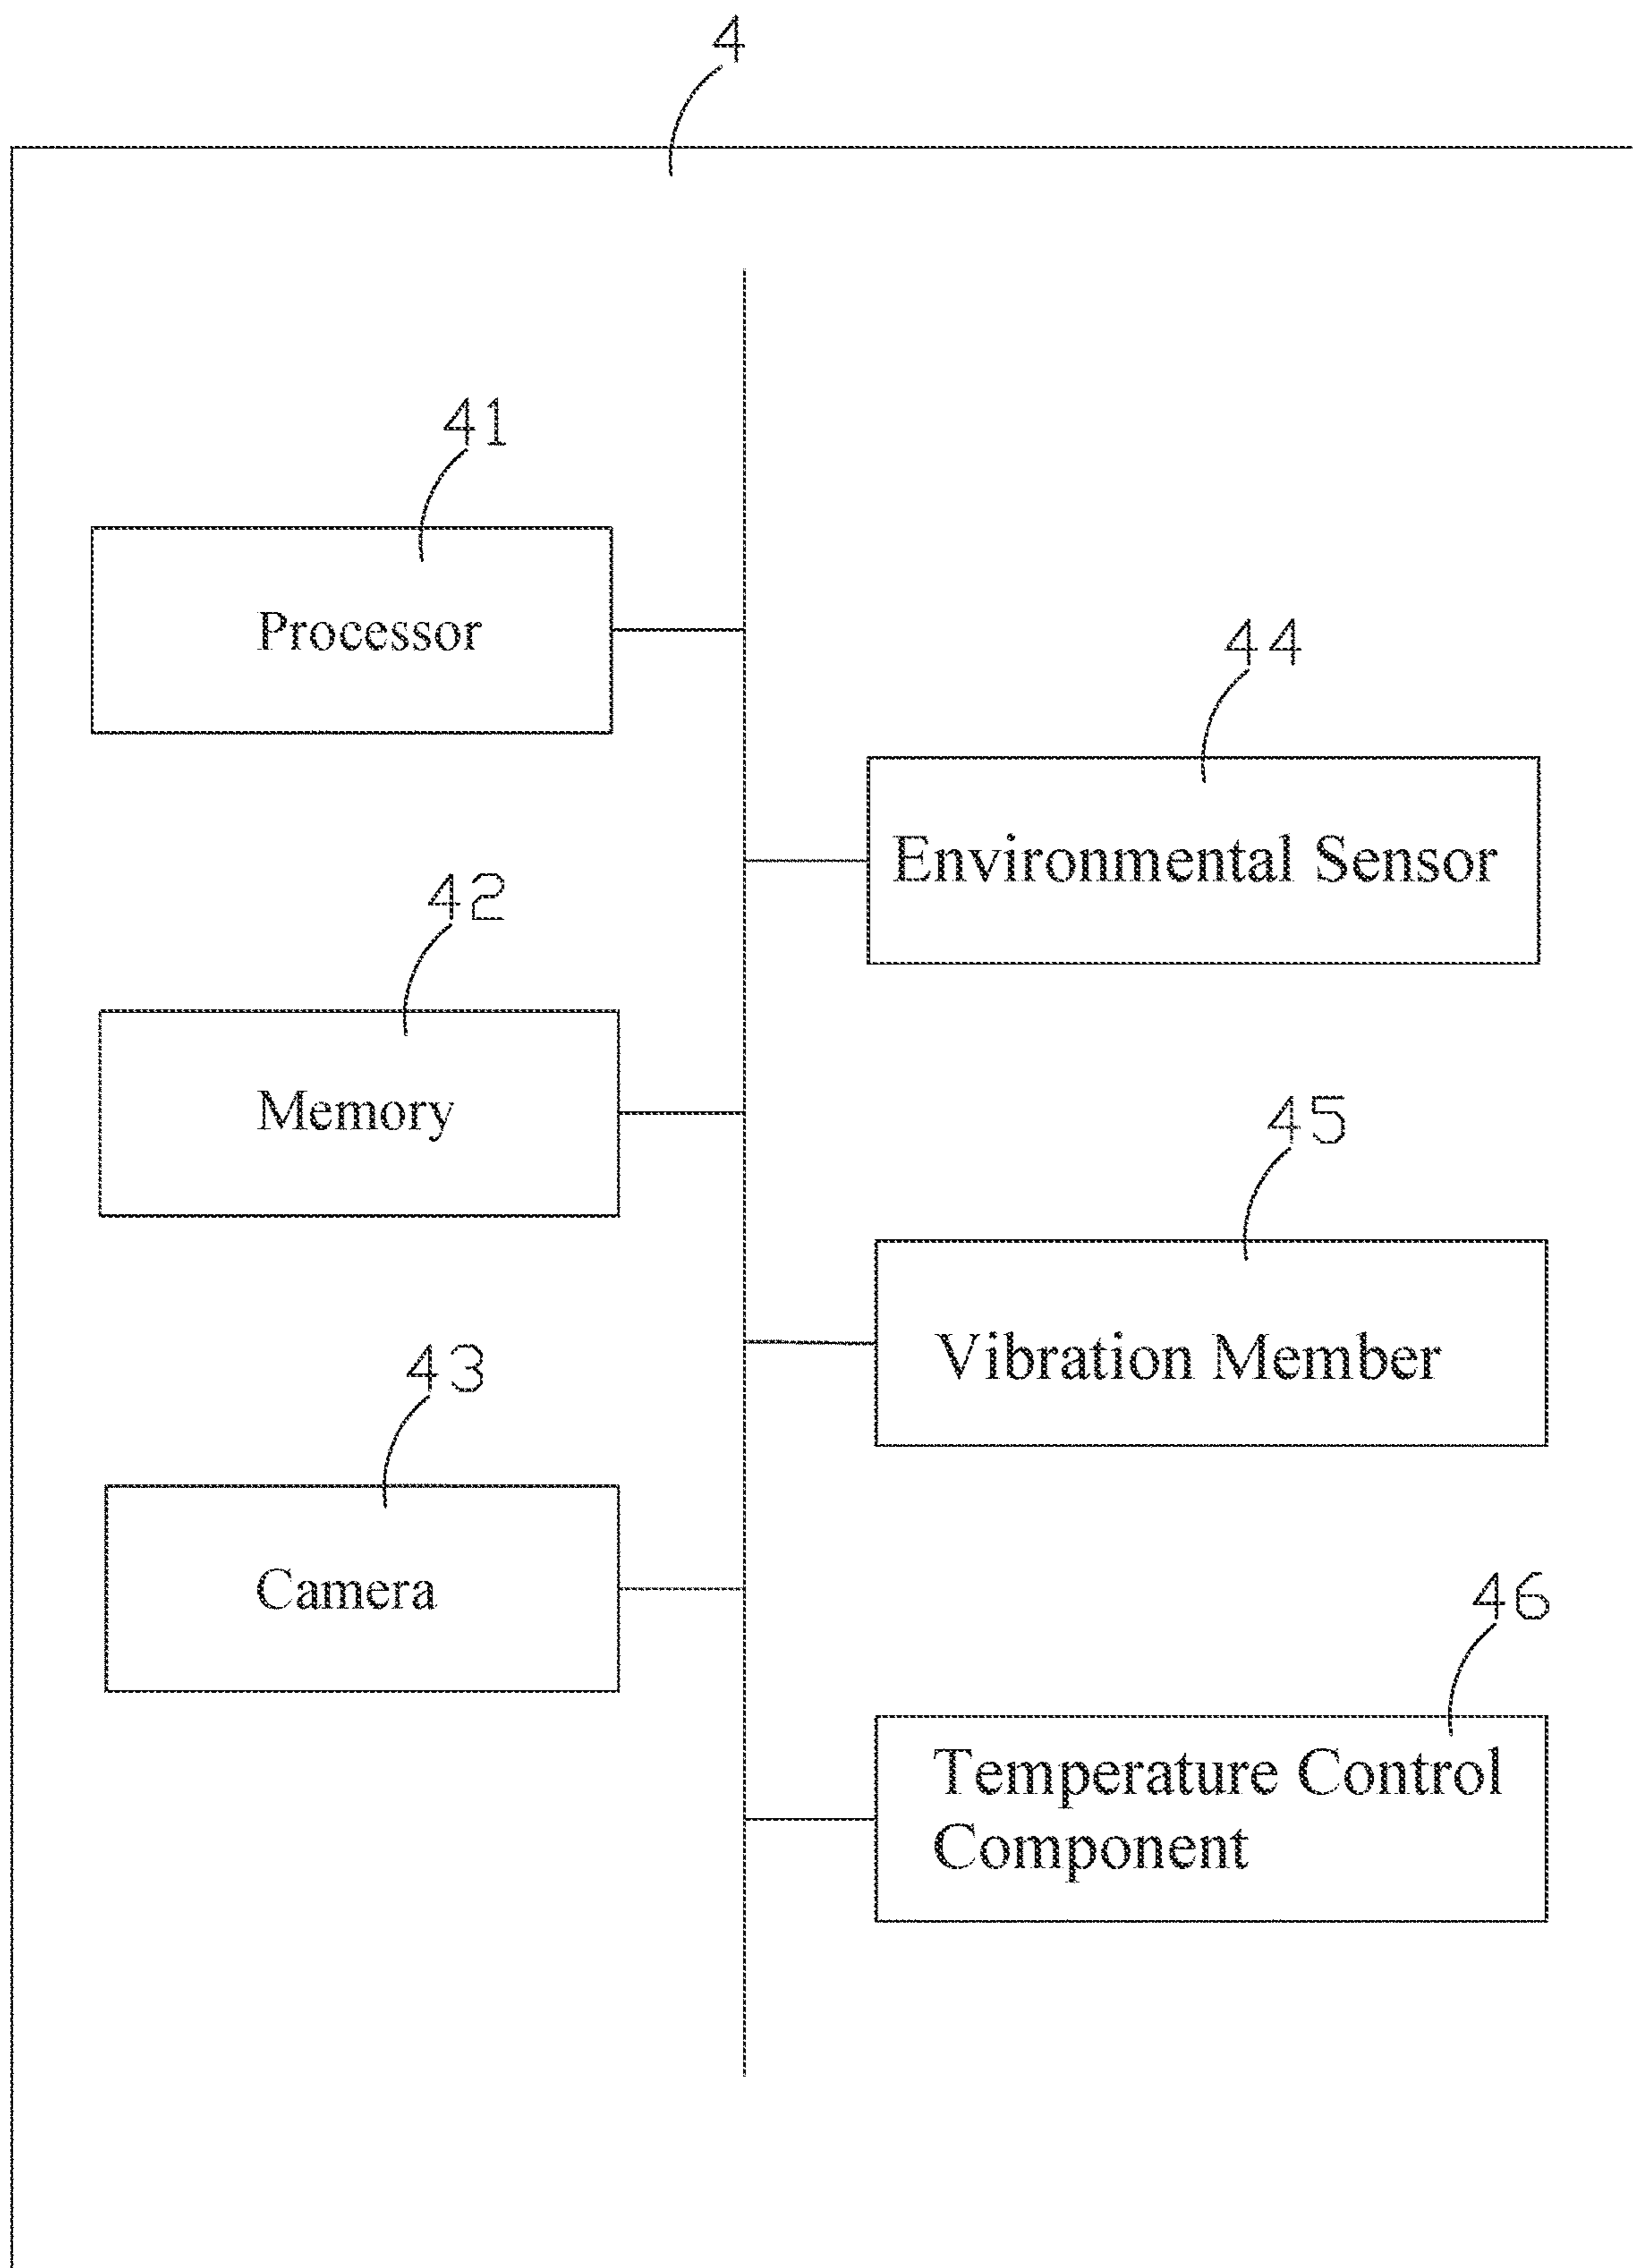 4
41
Processor
44
Environmental Sensor
42
Memory
45
Vibration Member
43
Camera
46
Temperature Control
Component